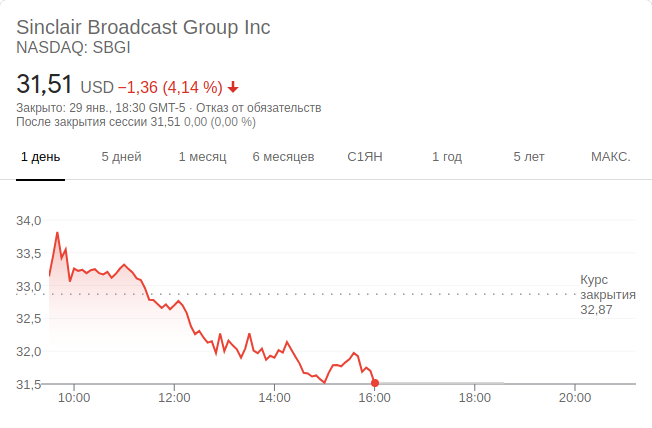 Sinclair Broadcast Group Inc
NASDAQ: SBGI
31,51 USD −1,36 (4,14 %)
Закрыто: 29 янв., 18:30 GMT-5 · Отказ от обязательств
После закрытия сессии 31,51 0,00 (0,00 %)
1 день 5 дней 1 месяц 6 месяцев С1ЯН 1 год 5 лет МАКС.
34,0
33,5
33,0
32,5
32,0
31,5
Курс
закрытия
32,87
10:00 12:00 14:00 16:00 18:00 20:00